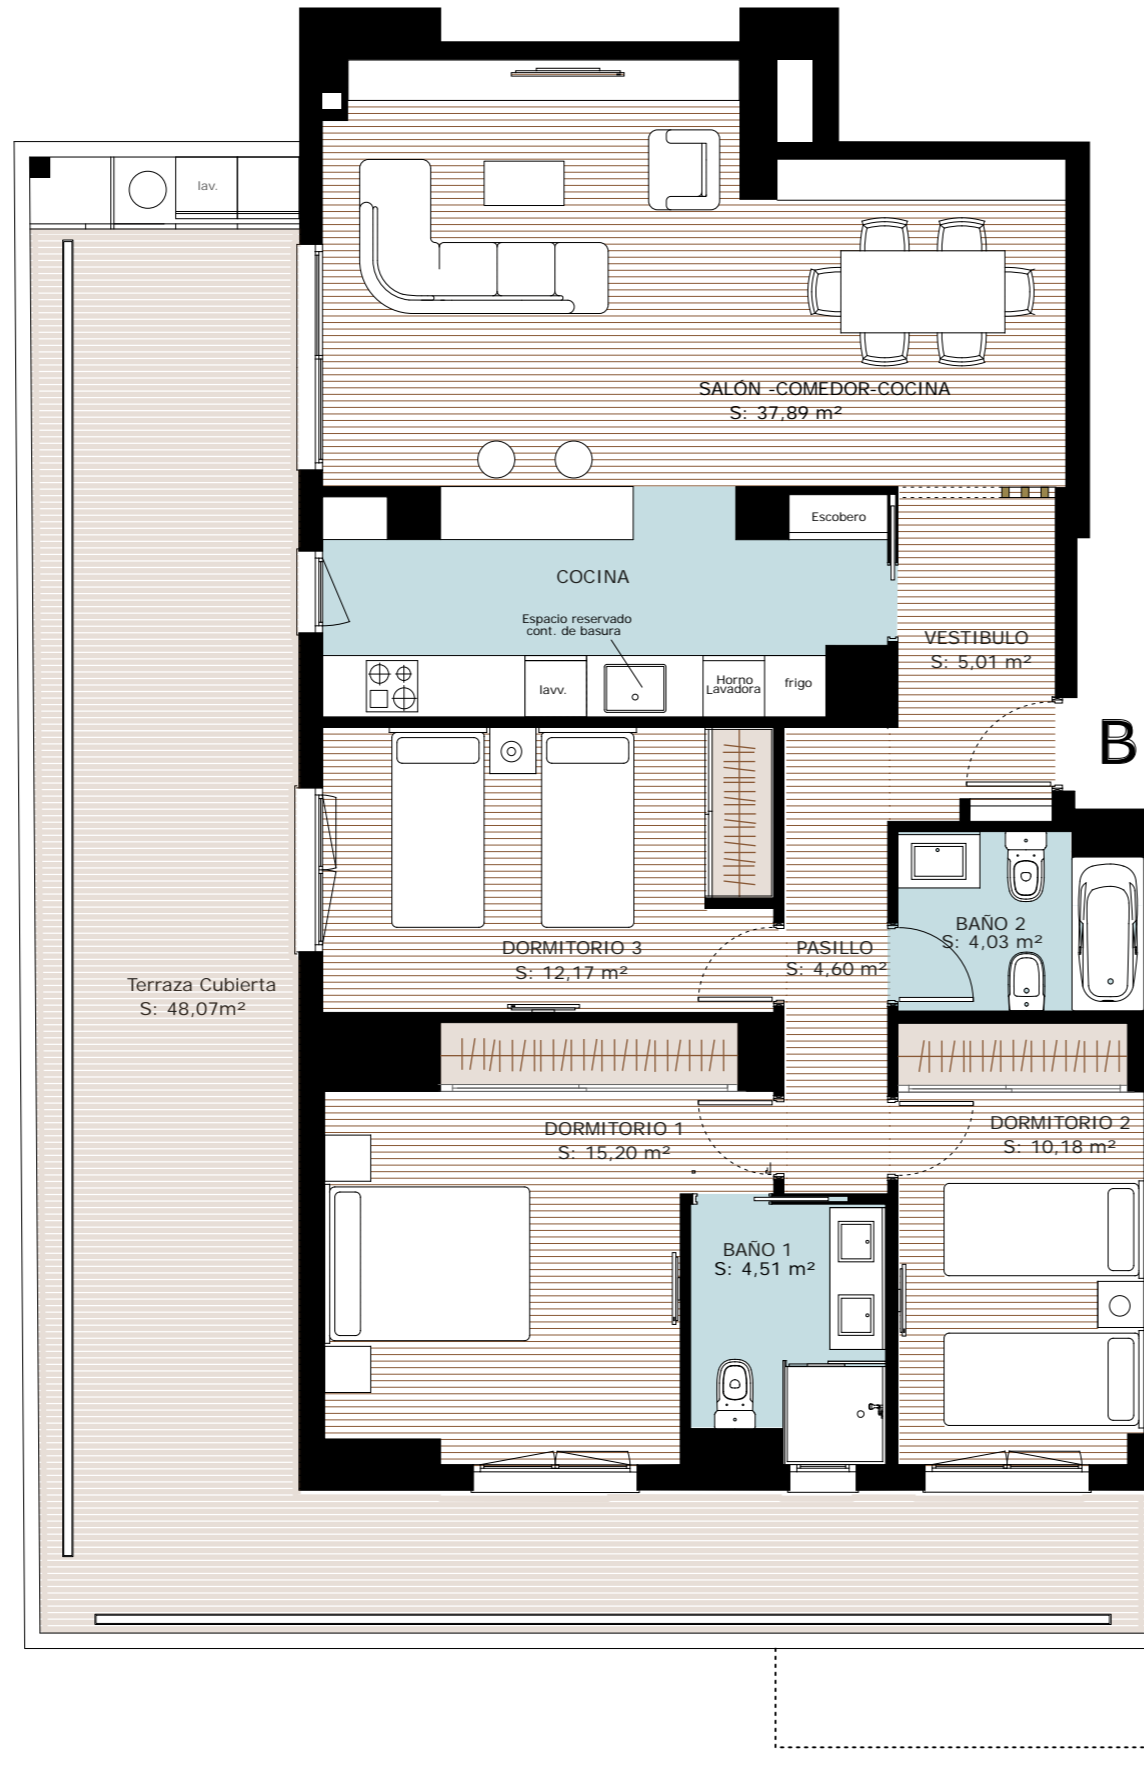 lav.
SALÓN -COMEDOR-COCINA
S: 37,89 m²
Escobero
COCINA
Espacio reservado
cont. de basura
VESTIBULO
S: 5,01 m²
lavv.
Horno
Lavadora
frigo
B
DORMITORIO 3
S: 12,17 m²
PASILLO
S: 4,60 m²
BAÑO 2
S: 4,03 m²
Terraza Cubierta
S: 48,07m²
DORMITORIO 1
S: 15,20 m²
DORMITORIO 2
S: 10,18 m²
BAÑO 1
S: 4,51 m²